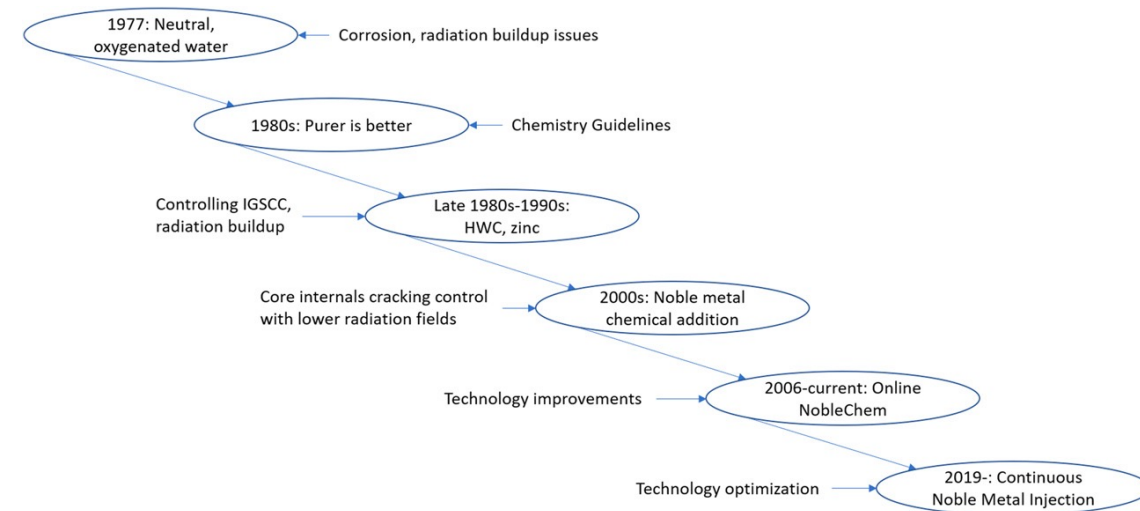 1977: Neutral,
oxygenated water
Corrosion, radiation buildup issues
1980s: Purer is better
Chemistry Guidelines
Controlling IGSCC,
radiation buildup
Late 1980s-1990s:
HWC, zinc
Core internals cracking control
with lower radiation fields
2000s: Noble metal
chemical addition
Technology improvements
2006-current: Online
NobleChem
Technology optimization
2019-: Continuous
Noble Metal Injection